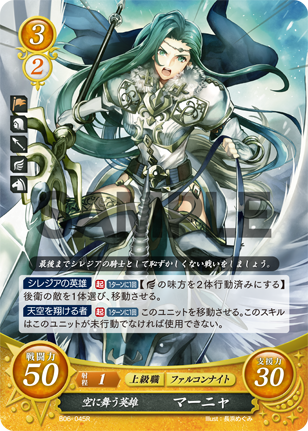 3
2
SAMPLE
最後までシレジアの騎士として恥ずかしくない戦いをしましょう。
シレジアの英雄 起 1ターンに1回 【の味方を2体行動済みにする】
後衛の敵を1体選び、移動させる。
天空を翔ける者 起 1ターンに1回 このユニットを移動させる。このスキル
はこのユニットが未行動でなければ使用できない。
戦闘力 50
射程 1
上級職
ファルコンナイト
支援力 30
空に舞う英雄 マーニャ
B06-045R
Illust:長浜めぐみ